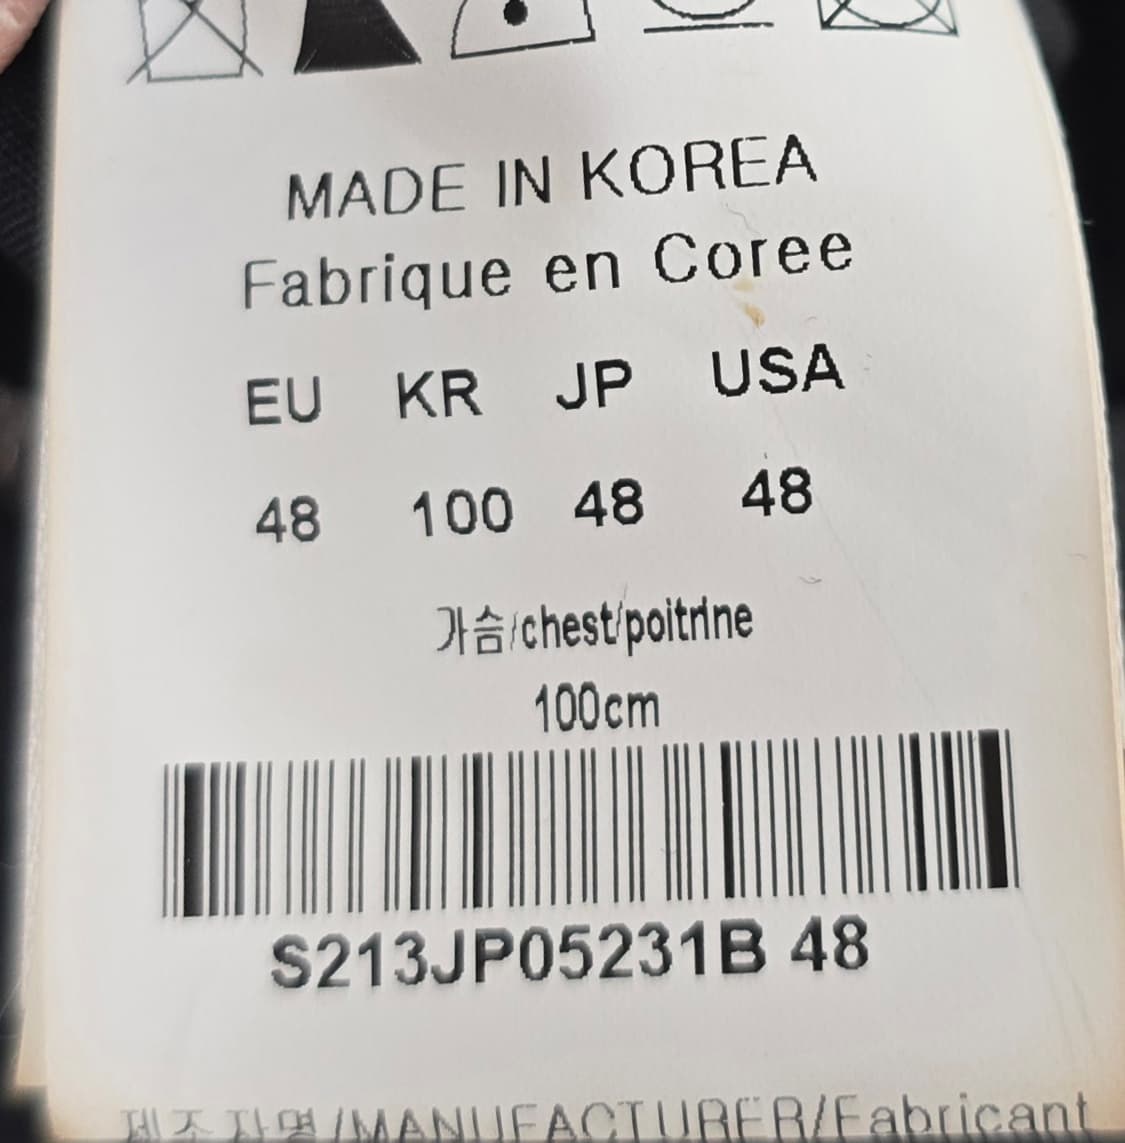 MADE IN KOREA
Fabrique en Coree
EU KR JP USA
48 100 48 48
가슴/chest/poitrine
100cm
S213JP05231B 48
제조자명/MANUFACTURER/Fabricant